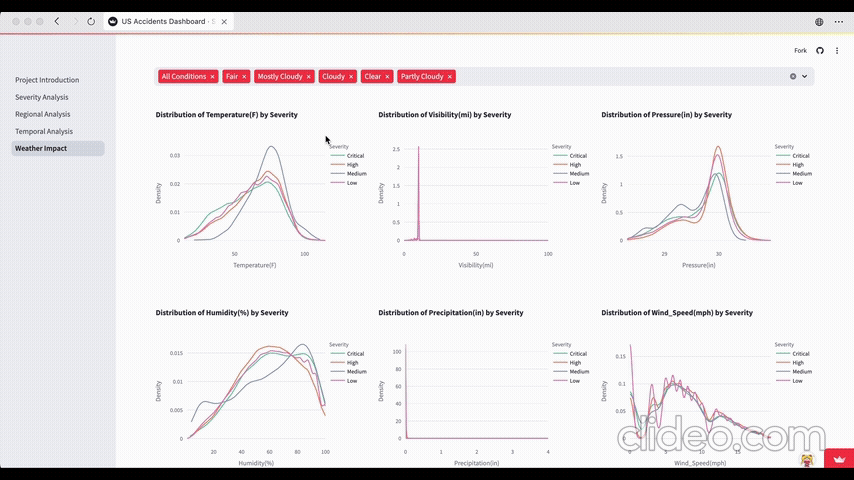 US Accidents Dashboard · S
Fork
Project Introduction
Severity Analysis
Regional Analysis
Temporal Analysis
Weather Impact
All Conditions × Fair × Mostly Cloudy × Cloudy × Clear × Partly Cloudy ×
Distribution of Temperature(F) by Severity
Severity
Critical
High
Medium
Low
Density
0.03
0.02
0.01
0
50
100
Temperature(F)
Distribution of Visibility(mi) by Severity
Severity
Critical
High
Medium
Low
Density
2.5
2
1.5
1
0.5
0
0
50
100
Visibility(mi)
Distribution of Pressure(in) by Severity
Severity
Critical
High
Medium
Low
Density
1.5
1
0.5
0
29
30
Pressure(in)
Distribution of Humidity(%) by Severity
Severity
Critical
High
Medium
Low
Density
0.015
0.01
0.005
0
20
40
60
80
100
Humidity(%)
Distribution of Precipitation(in) by Severity
Severity
Critical
High
Medium
Low
Density
100
80
60
40
20
0
0
1
2
3
4
Precipitation(in)
Distribution of Wind_Speed(mph) by Severity
Severity
Critical
High
Medium
Low
Density
0.15
0.1
0.05
0
0
5
10
15
Wind_Speed(mph)
clideo.com